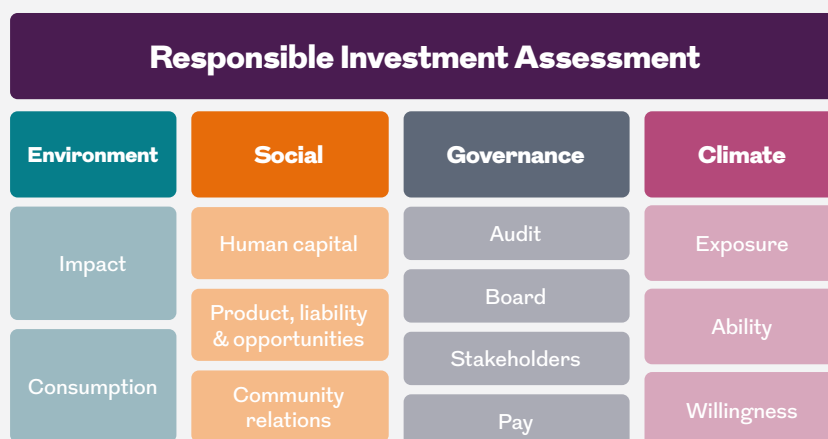 Responsible Investment Assessment
Environment
Impact
Consumption
Social
Human capital
Product, liability
& opportunities
Community
relations
Governance
Audit
Board
Stakeholders
Pay
Climate
Exposure
Ability
Willingness